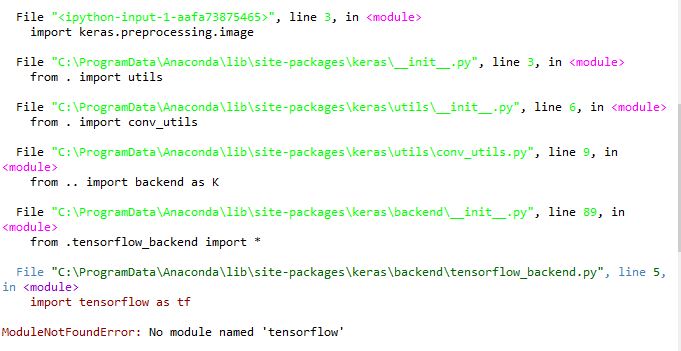 File "<ipython-input-1-aafa73875465>", line 3, in <module>
import keras.preprocessing.image
File "C:\ProgramData\Anaconda\lib\site-packages\keras\__init__.py", line 3, in <module>
from . import utils
File "C:\ProgramData\Anaconda\lib\site-packages\keras\utils\__init__.py", line 6, in <module>
from . import conv_utils
File "C:\ProgramData\Anaconda\lib\site-packages\keras\utils\conv_utils.py", line 9, in
<module>
from .. import backend as K
File "C:\ProgramData\Anaconda\lib\site-packages\keras\backend\__init__.py", line 89, in
<module>
from .tensorflow_backend import *
File "C:\ProgramData\Anaconda\lib\site-packages\keras\backend\tensorflow_backend.py", line 5,
in <module>
import tensorflow as tf
ModuleNotFoundError: No module named 'tensorflow'